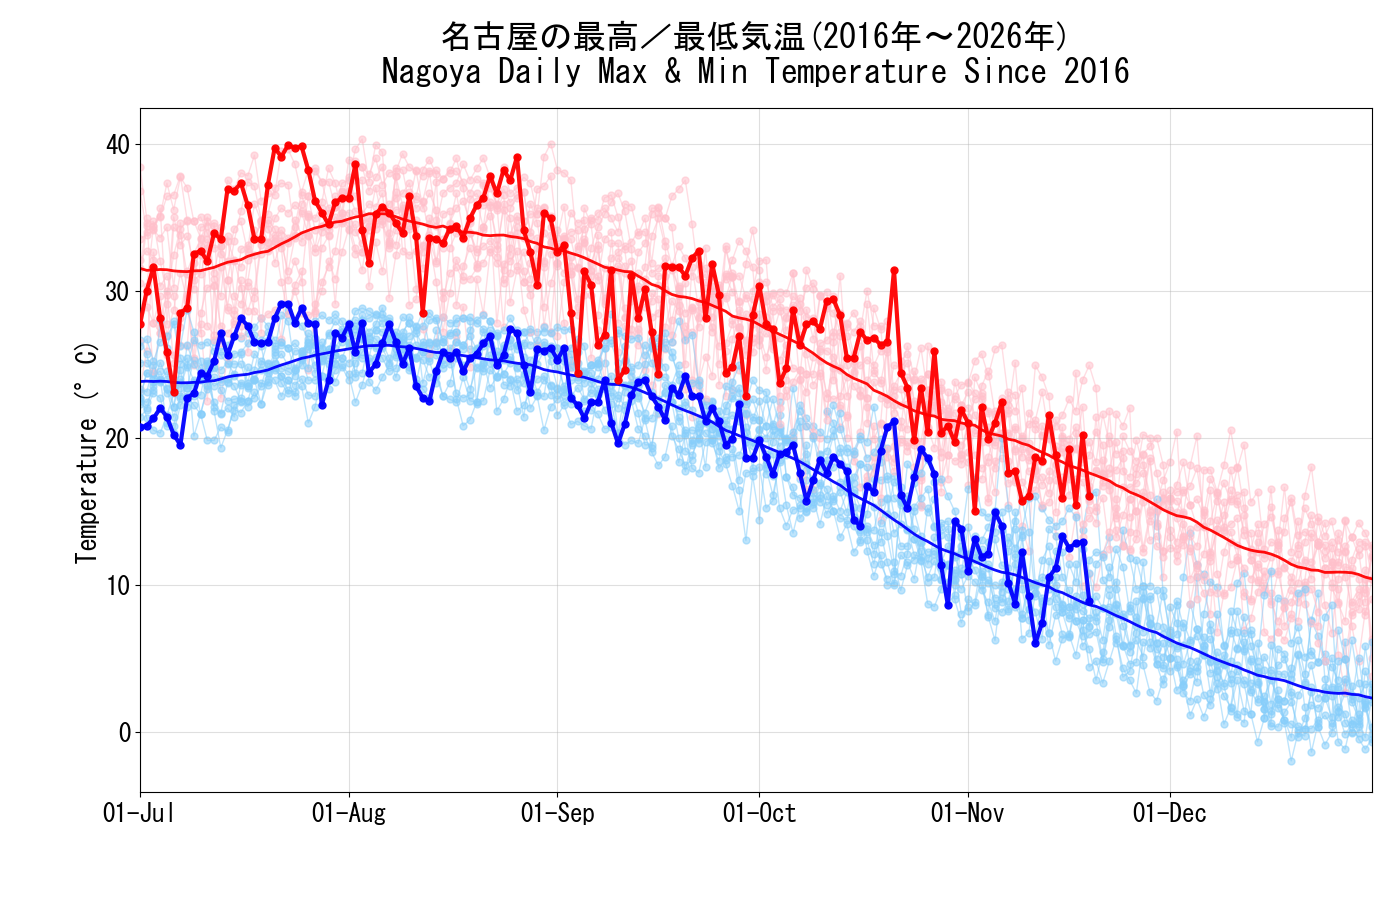 名古屋の最高／最低気温(2016年～2026年)
Nagoya Daily Max & Min Temperature Since 2016
Temperature (° C)
40
30
20
10
0
01-Jul 01-Aug 01-Sep 01-Oct 01-Nov 01-Dec